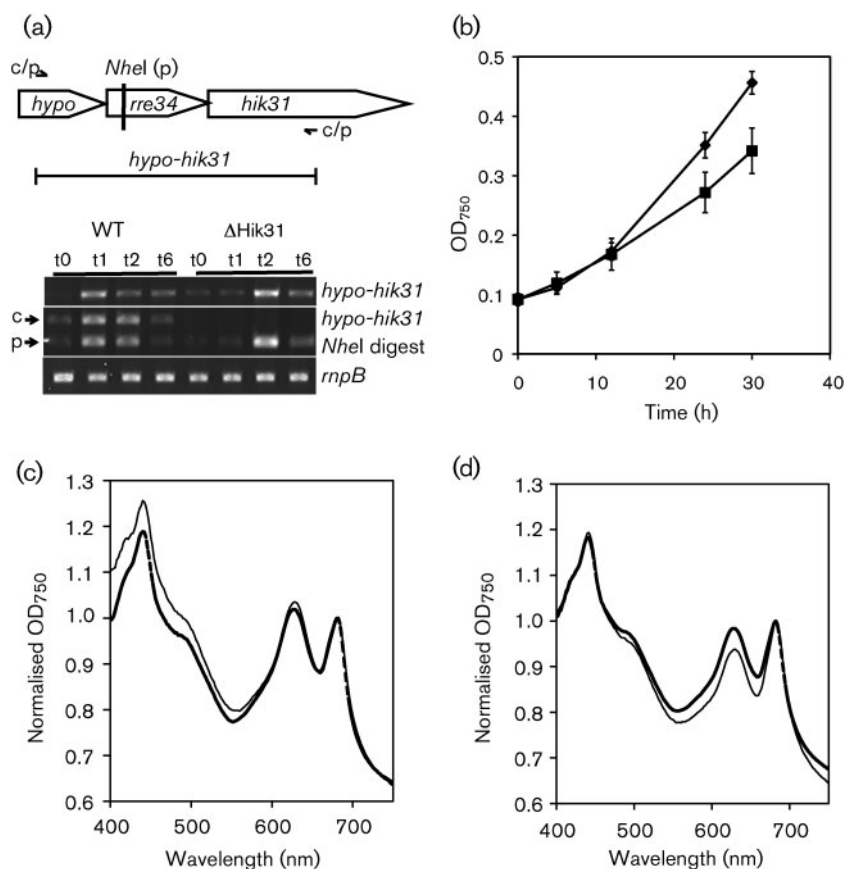 (a)
c/p
NheI (p)
hypo
rre34
hik31
c/p
hypo-hik31
WT
ΔHik31
t0 t1 t2 t6 t0 t1 t2 t6
hypo-hik31
c
hypo-hik31
p
NheI digest
rnpB
(b)
0.5
0.4
0.3
0.2
0.1
0
OD750
0 10 20 30 40
Time (h)
(c)
1.3
1.2
1.1
1.0
0.9
0.8
0.7
0.6
Normalised OD750
400 500 600 700
Wavelength (nm)
(d)
1.3
1.2
1.1
1.0
0.9
0.8
0.7
0.6
Normalised OD750
400 500 600 700
Wavelength (nm)